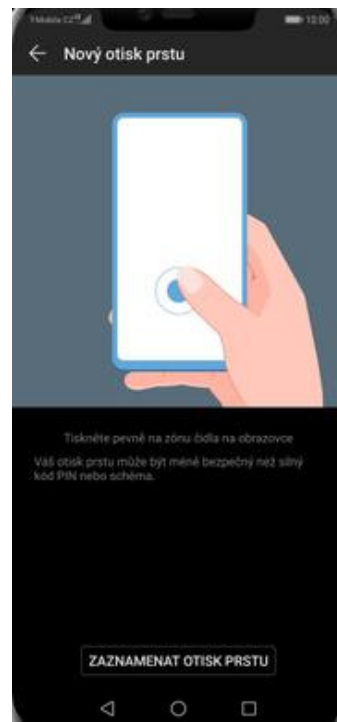 T-Mobile CZ 10:00
Nový otisk prstu
Tiskněte pevně na zónu čidla na obrazovce
Váš otisk prstu může být méně bezpečný než silný
kód PIN nebo schéma.
ZAZNAMENAT OTISK PRSTU